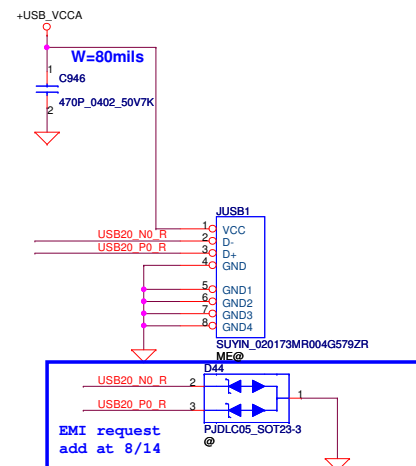 +USB_VCCA
W=80mils
1
C946
470P_0402_50V7K
2
JUSB1
1 VCC
USB20_N0_R 2 D-
USB20_P0_R 3 D+
4 GND
5 GND1
6 GND2
7 GND3
8 GND4
SUYIN_020173MR004G579ZR
ME@
D44
USB20_N0_R 2
1
USB20_P0_R 3
EMI request
add at 8/14
PJDLC05_SOT23-3
@